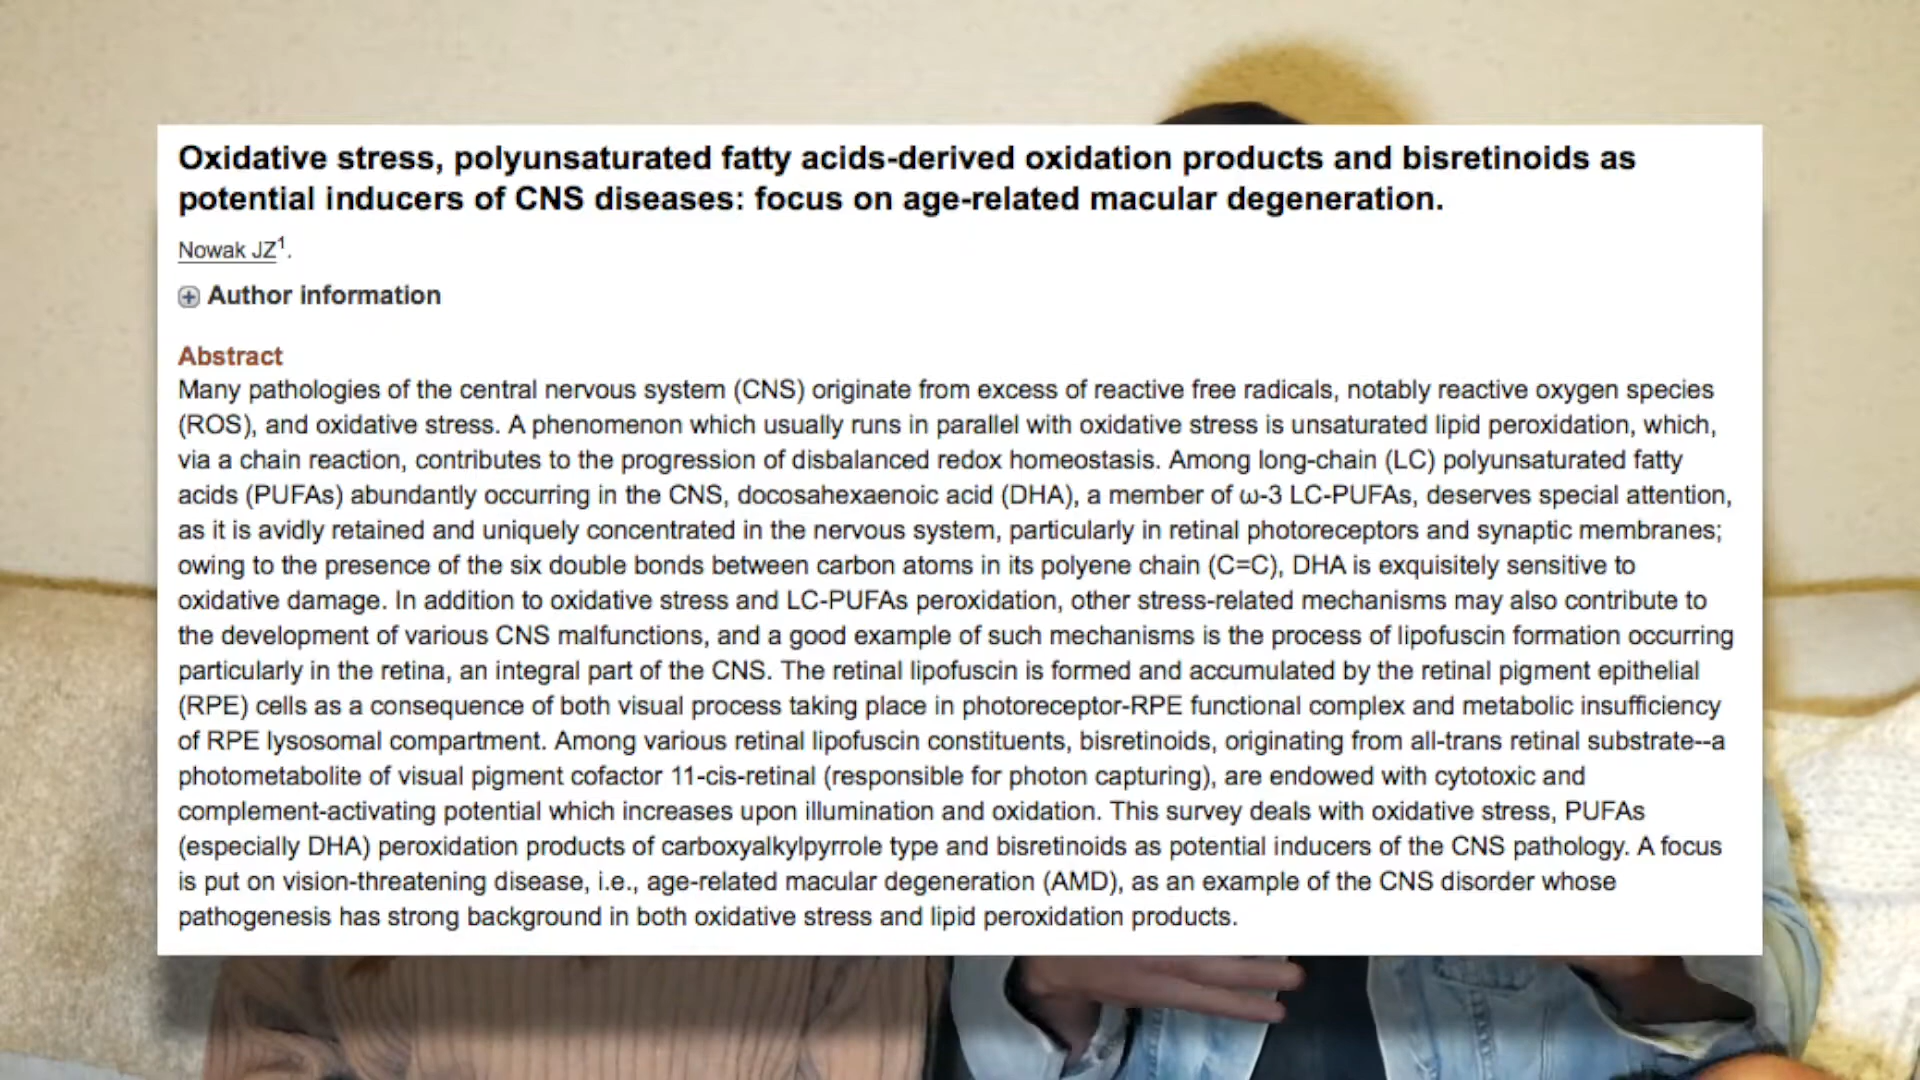 Oxidative stress, polyunsaturated fatty acids-derived oxidation products and bisretinoids as
potential inducers of CNS diseases: focus on age-related macular degeneration.
Nowak JZ¹.
Author information
Abstract
Many pathologies of the central nervous system (CNS) originate from excess of reactive free radicals, notably reactive oxygen species
(ROS), and oxidative stress. A phenomenon which usually runs in parallel with oxidative stress is unsaturated lipid peroxidation, which,
via a chain reaction, contributes to the progression of disbalanced redox homeostasis. Among long-chain (LC) polyunsaturated fatty
acids (PUFAs) abundantly occurring in the CNS, docosahexaenoic acid (DHA), a member of ω-3 LC-PUFAs, deserves special attention,
as it is avidly retained and uniquely concentrated in the nervous system, particularly in retinal photoreceptors and synaptic membranes;
owing to the presence of the six double bonds between carbon atoms in its polyene chain (C=C), DHA is exquisitely sensitive to
oxidative damage. In addition to oxidative stress and LC-PUFAs peroxidation, other stress-related mechanisms may also contribute to
the development of various CNS malfunctions, and a good example of such mechanisms is the process of lipofuscin formation occurring
particularly in the retina, an integral part of the CNS. The retinal lipofuscin is formed and accumulated by the retinal pigment epithelial
(RPE) cells as a consequence of both visual process taking place in photoreceptor-RPE functional complex and metabolic insufficiency
of RPE lysosomal compartment. Among various retinal lipofuscin constituents, bisretinoids, originating from all-trans retinal substrate--a
photometabolite of visual pigment cofactor 11-cis-retinal (responsible for photon capturing), are endowed with cytotoxic and
complement-activating potential which increases upon illumination and oxidation. This survey deals with oxidative stress, PUFAs
(especially DHA) peroxidation products of carboxyalkylpyrrole type and bisretinoids as potential inducers of the CNS pathology. A focus
is put on vision-threatening disease, i.e., age-related macular degeneration (AMD), as an example of the CNS disorder whose
pathogenesis has strong background in both oxidative stress and lipid peroxidation products.